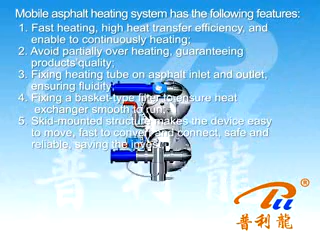 Mobile asphalt heating system has the following features:
1. Fast heating, high heat transfer efficiency, and
enable to continuously heating;
2. Avoid partially over heating, guaranteeing
products'quality;
3. Fixing heating tube on asphalt inlet and outlet,
ensuring fluidity;
4. Fixing a basket-type filter to ensure heat
exchanger smooth to run;
5. Skid-mounted structure makes the device easy
to move, fast to convert and connect, safe and
reliable, saving the invest
普利龍
®
普利龍